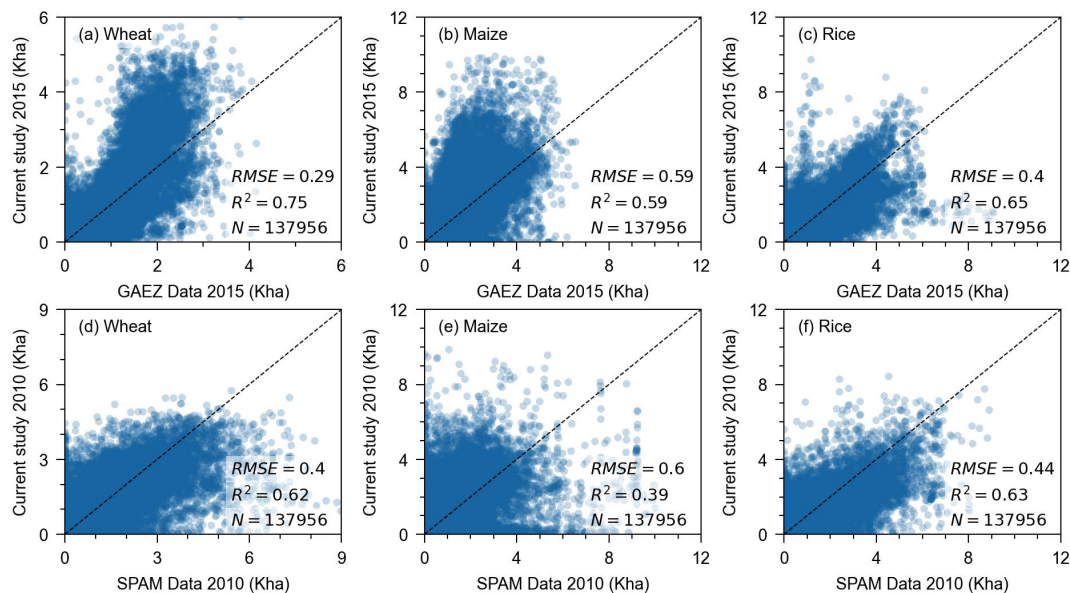 (a) Wheat
Current study 2015 (Kha)
6
4
2
0
RMSE = 0.29
R² = 0.75
N = 137956
0 2 4 6
GAEZ Data 2015 (Kha)
(b) Maize
Current study 2015 (Kha)
12
8
4
0
RMSE = 0.59
R² = 0.59
N = 137956
0 4 8 12
GAEZ Data 2015 (Kha)
(c) Rice
Current study 2015 (Kha)
12
8
4
0
RMSE = 0.4
R² = 0.65
N = 137956
0 4 8 12
GAEZ Data 2015 (Kha)
(d) Wheat
Current study 2010 (Kha)
9
6
3
0
RMSE = 0.4
R² = 0.62
N = 137956
0 3 6 9
SPAM Data 2010 (Kha)
(e) Maize
Current study 2010 (Kha)
12
8
4
0
RMSE = 0.6
R² = 0.39
N = 137956
0 4 8 12
SPAM Data 2010 (Kha)
(f) Rice
Current study 2010 (Kha)
12
8
4
0
RMSE = 0.44
R² = 0.63
N = 137956
0 4 8 12
SPAM Data 2010 (Kha)